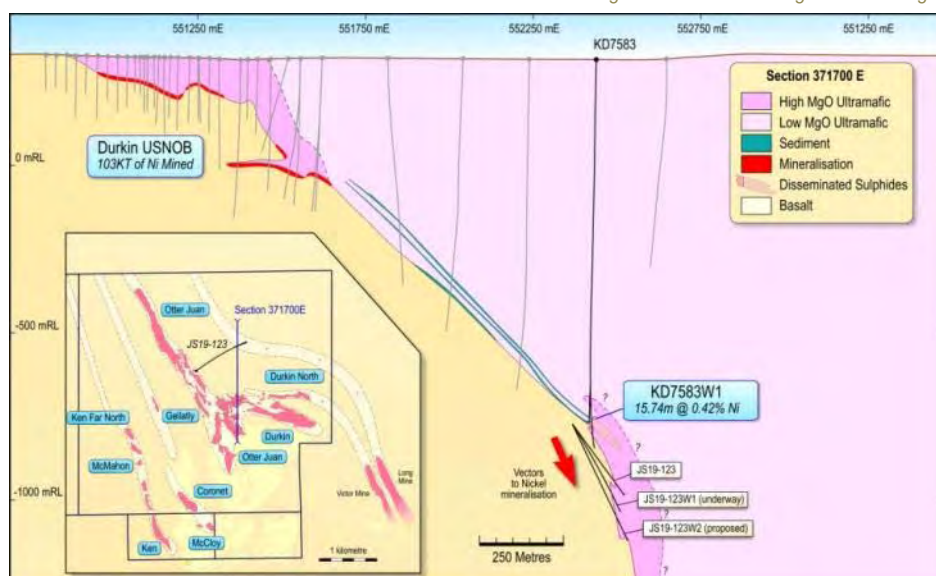 551250 mE
551750 mE
552250 mE
552750 mE
551250 mE
KD7583
Section 371700 E
High MgO Ultramafic
Low MgO Ultramafic
Sediment
Mineralisation
Disseminated Sulphides
Basalt
Durkin USNOB
103KT of Ni Mined
0 mRL
-500 mRL
-1000 mRL
Otter Juan
Section 371700E
JS19-123
Durkin North
Ken Far North
Gellatly
Durkin
McMahon
Otter Juan
Coronet
Victor Mine
Long
Mine
Ken
McCloy
1 kilometre
KD7583W1
15.74m @ 0.42% Ni
?
?
?
?
Vectors
to Nickel
mineralisation
JS19-123
JS19-123W1 (underway)
JS19-123W2 (proposed)
250 Metres